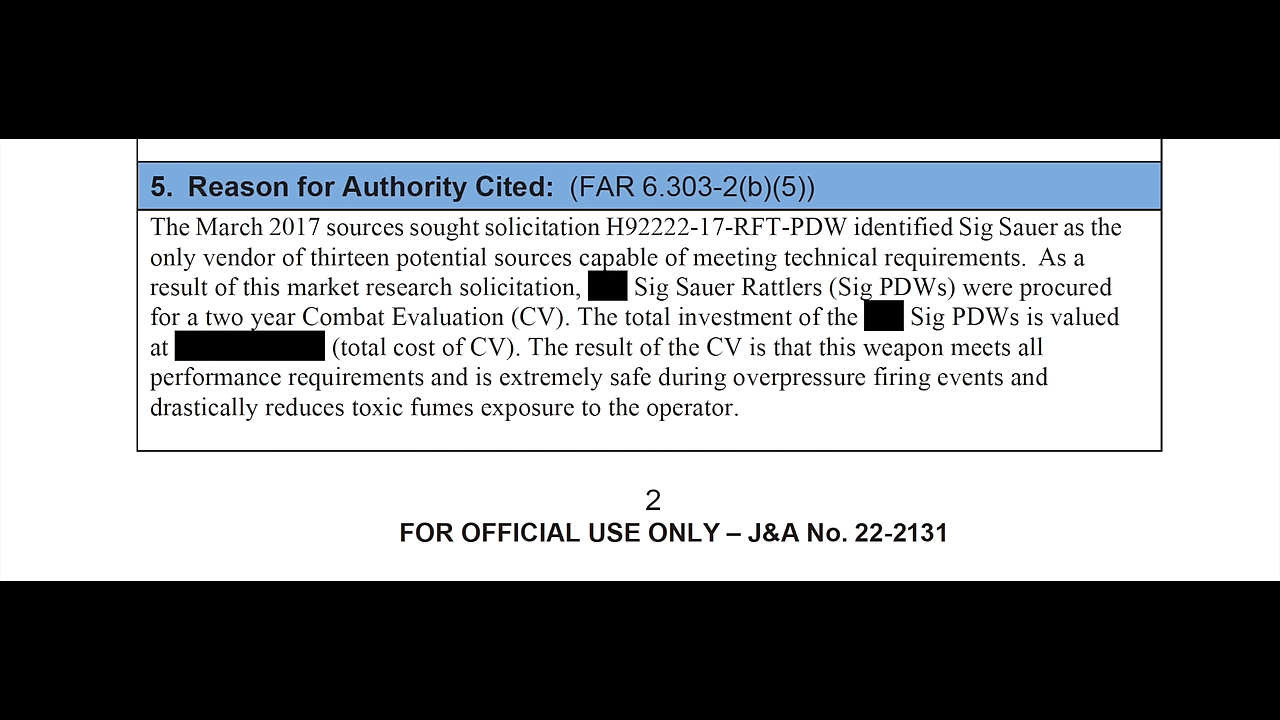 5. Reason for Authority Cited: (FAR 6.303-2(b)(5))
The March 2017 sources sought solicitation H92222-17-RFT-PDW identified Sig Sauer as the
only vendor of thirteen potential sources capable of meeting technical requirements. As a
result of this market research solicitation, Sig Sauer Rattlers (Sig PDWs) were procured
for a two year Combat Evaluation (CV). The total investment of the Sig PDWs is valued
at (total cost of CV). The result of the CV is that this weapon meets all
performance requirements and is extremely safe during overpressure firing events and
drastically reduces toxic fumes exposure to the operator.
2
FOR OFFICIAL USE ONLY – J&A No. 22-2131